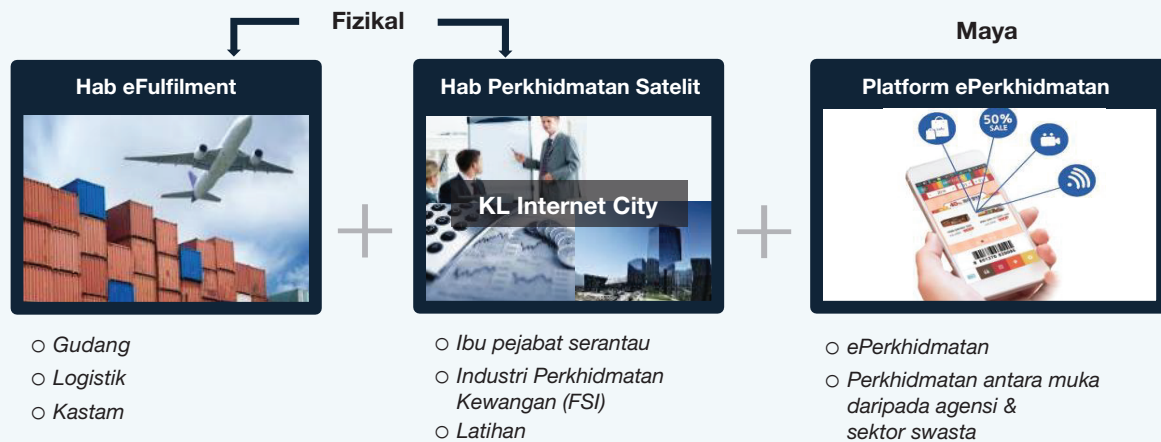 Fizikal
Maya
Hab eFulfilment
Hab Perkhidmatan Satelit
Platform ePerkhidmatan
KL Internet City
50%
SALE
○ Gudang
○ Logistik
○ Kastam
○ Ibu pejabat serantau
○ Industri Perkhidmatan
Kewangan (FSI)
○ Latihan
○ ePerkhidmatan
○ Perkhidmatan antara muka
daripada agensi &
sektor swasta